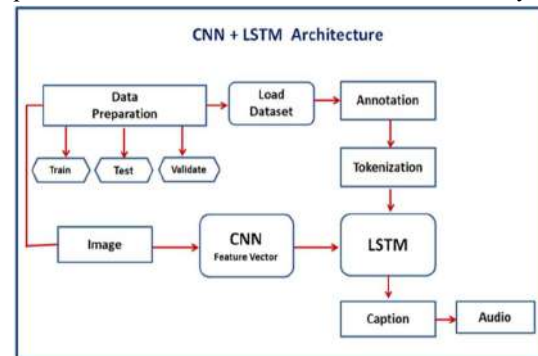 CNN + LSTM Architecture
Data
Preparation
Load
Dataset
Annotation
Train
Test
Validate
Tokenization
Image
CNN
Feature Vector
LSTM
Caption
Audio